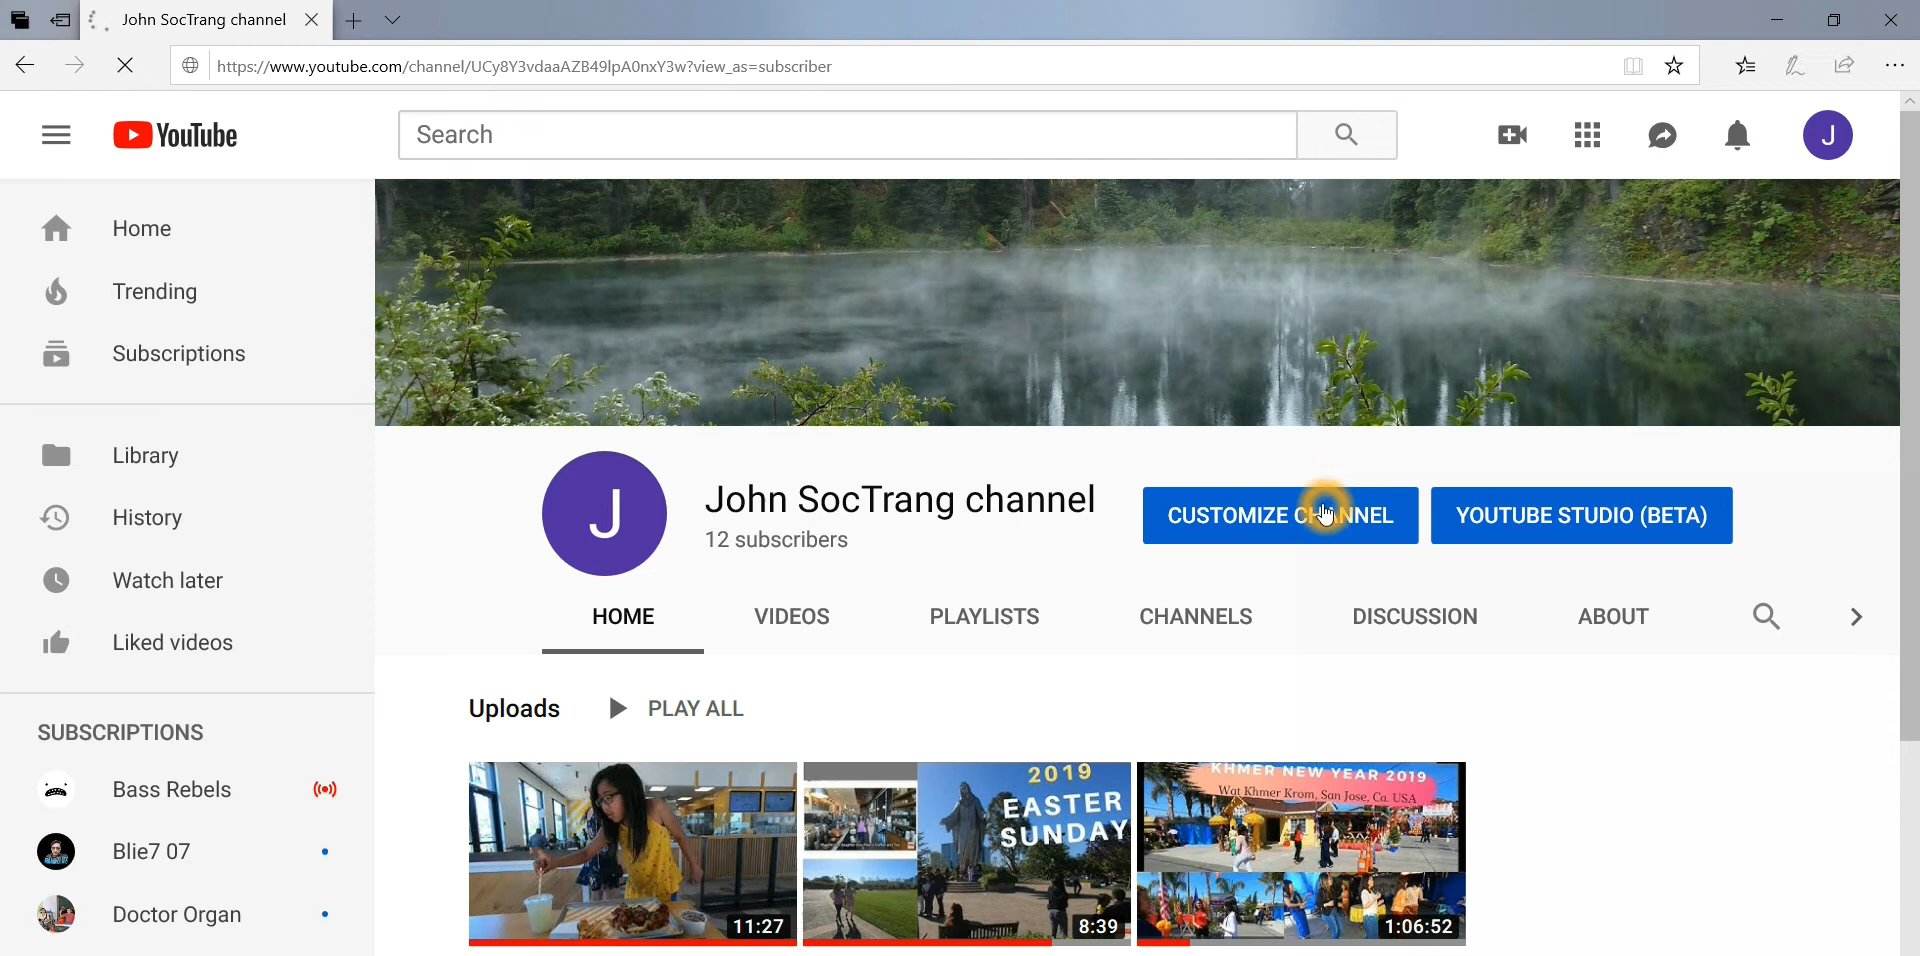 John SocTrang channel
https://www.youtube.com/channel/UCy8Y3vdaaAZB49lpA0nxY3w?view_as=subscriber
YouTube
Search
J
Home
Trending
Subscriptions
Library
History
Watch later
Liked videos
SUBSCRIPTIONS
Bass Rebels
Blie7 07
Doctor Organ
J
John SocTrang channel
12 subscribers
CUSTOMIZE CHANNEL
YOUTUBE STUDIO (BETA)
HOME
VIDEOS
PLAYLISTS
CHANNELS
DISCUSSION
ABOUT
Uploads
PLAY ALL
11:27
2019
EASTER
SUNDAY
8:39
KHMER NEW YEAR 2019
Wat Khmer Krom, San Jose, Ca. USA
1:06:52